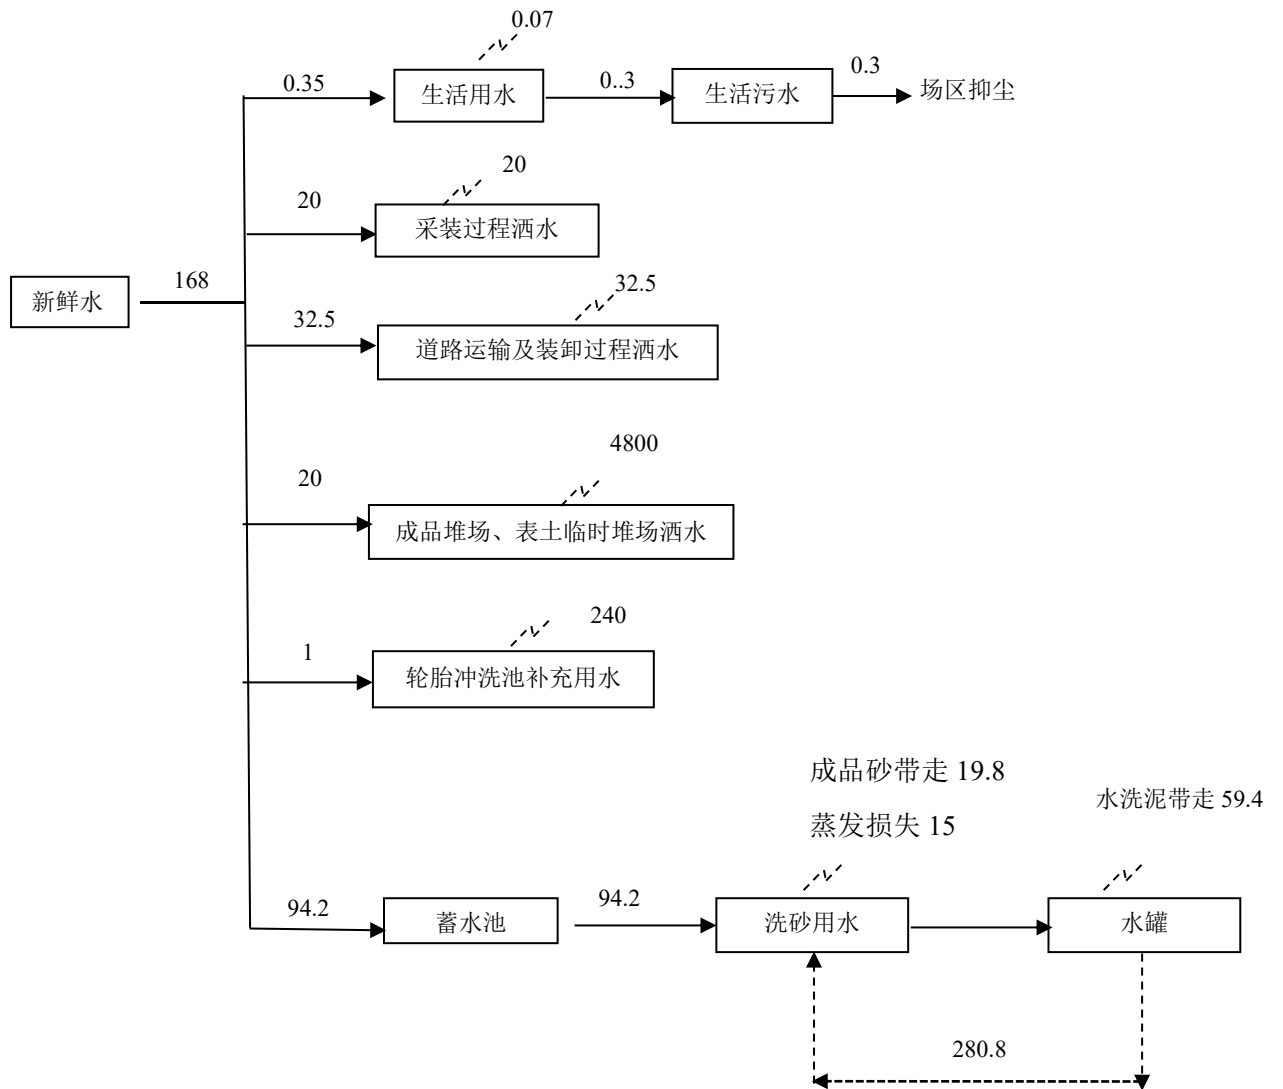 0.07
0.35
生活用水
0..3
生活污水
0.3
场区抑尘
20
20
采装过程洒水
新鲜水
168
32.5
32.5
道路运输及装卸过程洒水
4800
20
成品堆场、表土临时堆场洒水
240
1
轮胎冲洗池补充用水
成品砂带走 19.8
蒸发损失 15
水洗泥带走 59.4
94.2
蓄水池
94.2
洗砂用水
水罐
280.8